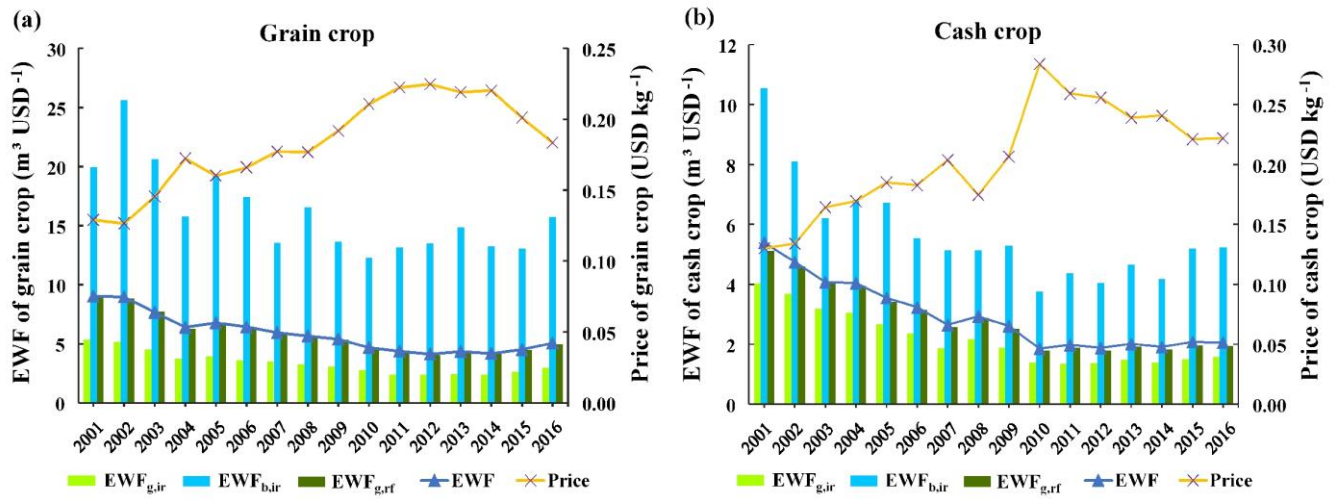 (a)
Grain crop
EWF of grain crop (m³ USD⁻¹)
30
25
20
15
10
5
0
0.25
0.20
0.15
0.10
0.05
0.00
Price of grain crop (USD kg⁻¹)
2001 2002 2003 2004 2005 2006 2007 2008 2009 2010 2011 2012 2013 2014 2015 2016
EWFg,ir EWFb,ir EWFg,rf EWF Price
(b)
Cash crop
EWF of cash crop (m³ USD⁻¹)
12
10
8
6
4
2
0
0.30
0.25
0.20
0.15
0.10
0.05
0.00
Price of cash crop (USD kg⁻¹)
2001 2002 2003 2004 2005 2006 2007 2008 2009 2010 2011 2012 2013 2014 2015 2016
EWFg,ir EWFb,ir EWFg,rf EWF Price